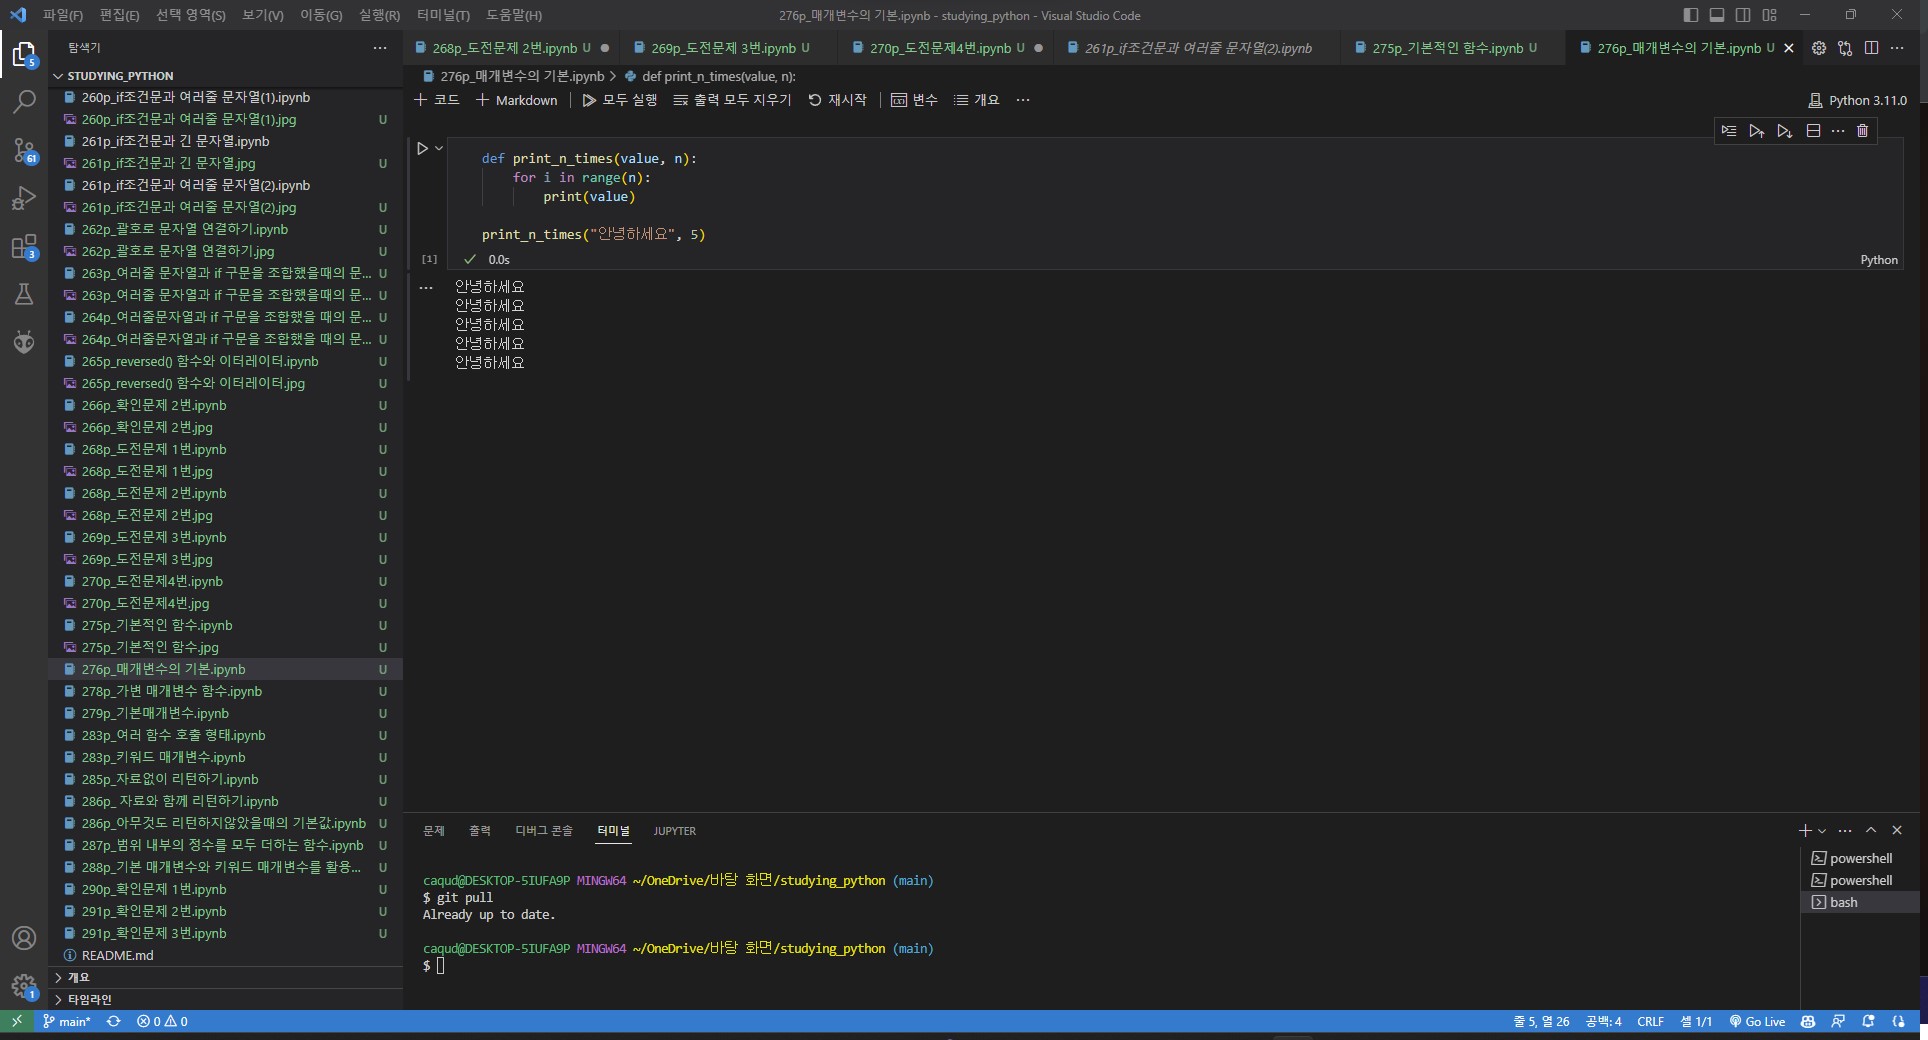 파일(F) 편집(E) 선택 영역(S) 보기(V) 이동(G) 실행(R) 터미널(T) 도움말(H)
276p_매개변수의 기본.ipynb - studying_python - Visual Studio Code
탐색기
STUDYING_PYTHON
260p_if조건문과 여러줄 문자열(1).ipynb
260p_if조건문과 여러줄 문자열(1).jpg U
261p_if조건문과 긴 문자열.ipynb
261p_if조건문과 긴 문자열.jpg U
261p_if조건문과 여러줄 문자열(2).ipynb
261p_if조건문과 여러줄 문자열(2).jpg U
262p_괄호로 문자열 연결하기.ipynb U
262p_괄호로 문자열 연결하기.jpg U
263p_여러줄 문자열과 if 구문을 조합했을때의 문... U
263p_여러줄 문자열과 if 구문을 조합했을때의 문... U
264p_여러줄문자열과 if 구문을 조합했을 때의 문... U
264p_여러줄문자열과 if 구문을 조합했을 때의 문... U
265p_reversed() 함수와 이터레이터.ipynb U
265p_reversed() 함수와 이터레이터.jpg U
266p_확인문제 2번.ipynb U
266p_확인문제 2번.jpg U
268p_도전문제 1번.ipynb U
268p_도전문제 1번.jpg U
268p_도전문제 2번.ipynb U
268p_도전문제 2번.jpg U
269p_도전문제 3번.ipynb U
269p_도전문제 3번.jpg U
270p_도전문제4번.ipynb U
270p_도전문제4번.jpg U
275p_기본적인 함수.ipynb U
275p_기본적인 함수.jpg U
276p_매개변수의 기본.ipynb U
278p_가변 매개변수 함수.ipynb U
279p_기본매개변수.ipynb U
283p_여러 함수 호출 형태.ipynb U
283p_키워드 매개변수.ipynb U
285p_자료없이 리턴하기.ipynb U
286p_ 자료와 함께 리턴하기.ipynb U
286p_아무것도 리턴하지않았을때의 기본값.ipynb U
287p_범위 내부의 정수를 모두 더하는 함수.ipynb U
288p_기본 매개변수와 키워드 매개변수를 활용... U
290p_확인문제 1번.ipynb U
291p_확인문제 2번.ipynb U
291p_확인문제 3번.ipynb U
README.md
개요
타임라인
5
61
3
1
268p_도전문제 2번.ipynb U
269p_도전문제 3번.ipynb U
270p_도전문제4번.ipynb U
261p_if조건문과 여러줄 문자열(2).ipynb
275p_기본적인 함수.ipynb U
276p_매개변수의 기본.ipynb U
276p_매개변수의 기본.ipynb > def print_n_times(value, n):
코드 Markdown 모두 실행 출력 모두 지우기 재시작 변수 개요 ...
Python 3.11.0
def print_n_times(value, n):
for i in range(n):
print(value)
print_n_times("안녕하세요", 5)
[1] 0.0s
Python
안녕하세요
안녕하세요
안녕하세요
안녕하세요
안녕하세요
문제 출력 디버그 콘솔 터미널 JUPYTER
caqud@DESKTOP-5IUFA9P MINGW64 ~/OneDrive/바탕 화면/studying_python (main)
$ git pull
Already up to date.
caqud@DESKTOP-5IUFA9P MINGW64 ~/OneDrive/바탕 화면/studying_python (main)
$
powershell
powershell
bash
main* 0 0
줄 5, 열 26 공백: 4 CRLF 셀 1/1 Go Live